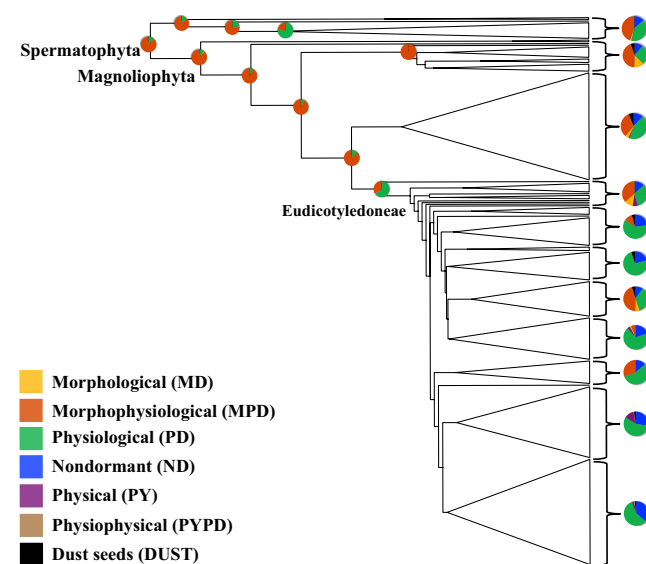 Spermatophyta
Magnoliophyta
Eudicotyledoneae
Morphological (MD)
Morphophysiological (MPD)
Physiological (PD)
Nondormant (ND)
Physical (PY)
Physiophysical (PYPD)
Dust seeds (DUST)